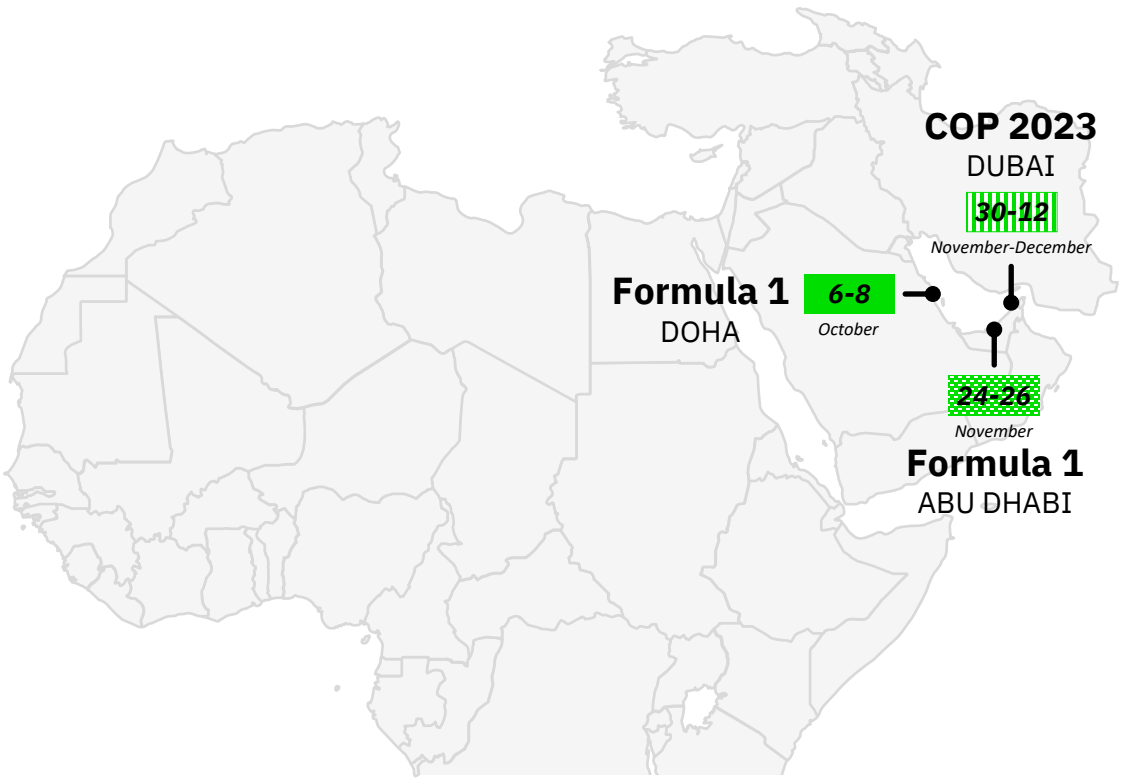 COP 2023
DUBAI
30-12
November-December
Formula 1
DOHA
6-8
October
24-26
November
Formula 1
ABU DHABI